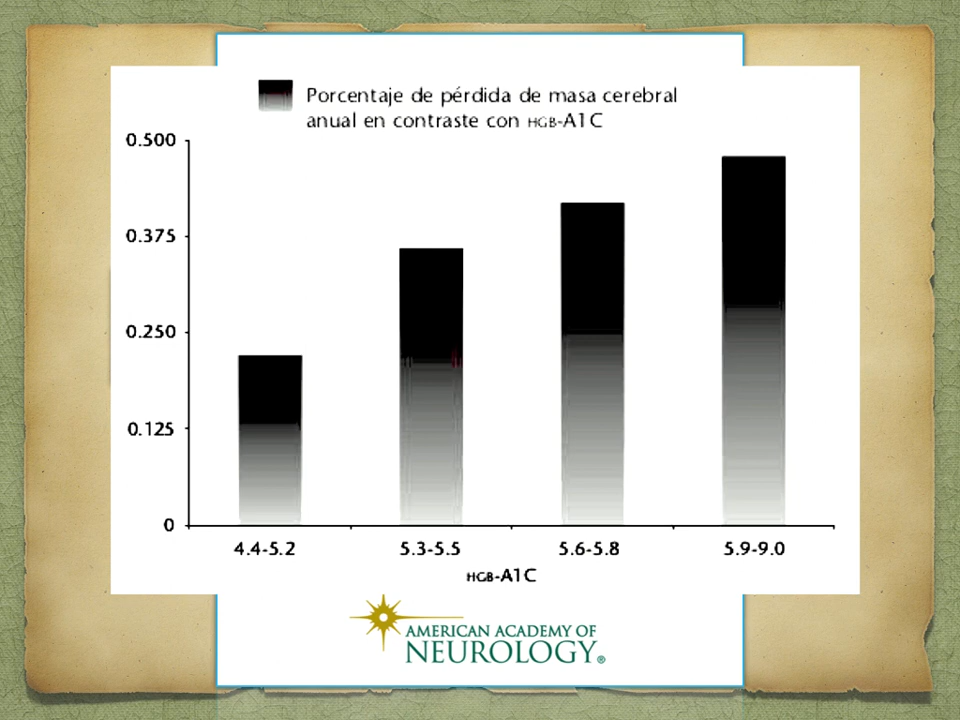 Porcentaje de pérdida de masa cerebral
anual en contraste con HGB-A1C
0.500
0.375
0.250
0.125
0
4.4-5.2 5.3-5.5 5.6-5.8 5.9-9.0
HGB-A1C
AMERICAN ACADEMY OF
NEUROLOGY®